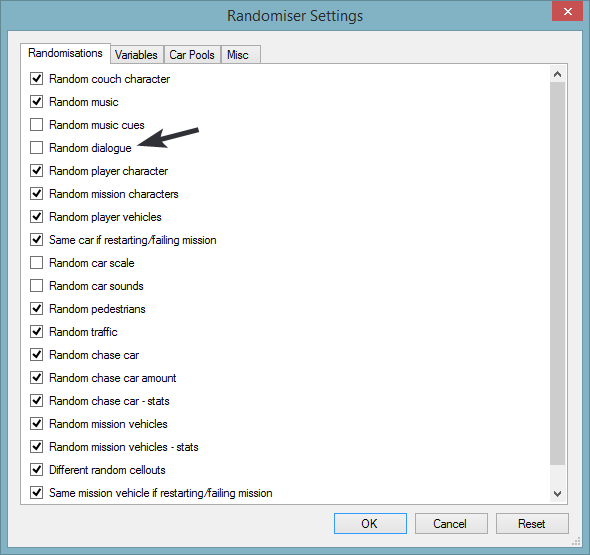 Randomiser Settings
Randomisations Variables Car Pools Misc
Random couch character
Random music
Random music cues
Random dialogue
Random player character
Random mission characters
Random player vehicles
Same car if restarting/failing mission
Random car scale
Random car sounds
Random pedestrians
Random traffic
Random chase car
Random chase car amount
Random chase car - stats
Random mission vehicles
Random mission vehicles - stats
Different random cellouts
Same mission vehicle if restarting/failing mission
OK Cancel Reset